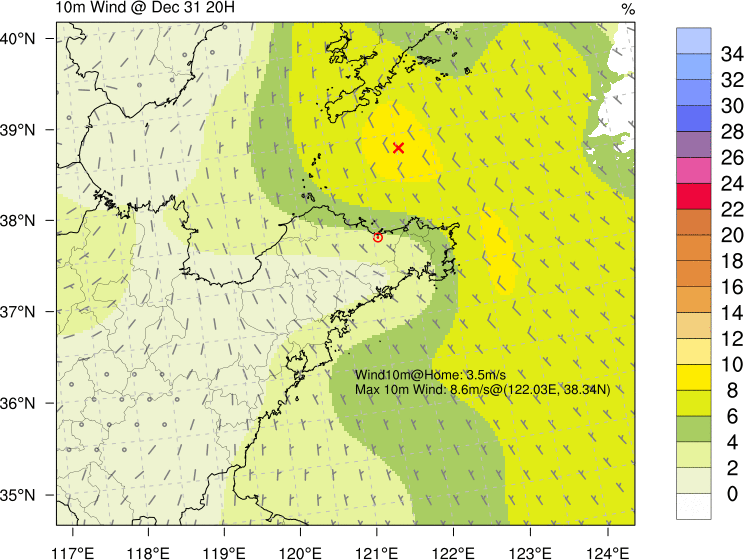 10m Wind @ Dec 31 20H
%
40°N
39°N
38°N
37°N
36°N
35°N
117°E
118°E
119°E
120°E
121°E
122°E
123°E
124°E
Wind10m@Home: 3.5m/s
Max 10m Wind: 8.6m/s@(122.03E, 38.34N)
34
32
30
28
26
24
22
20
18
16
14
12
10
8
6
4
2
0